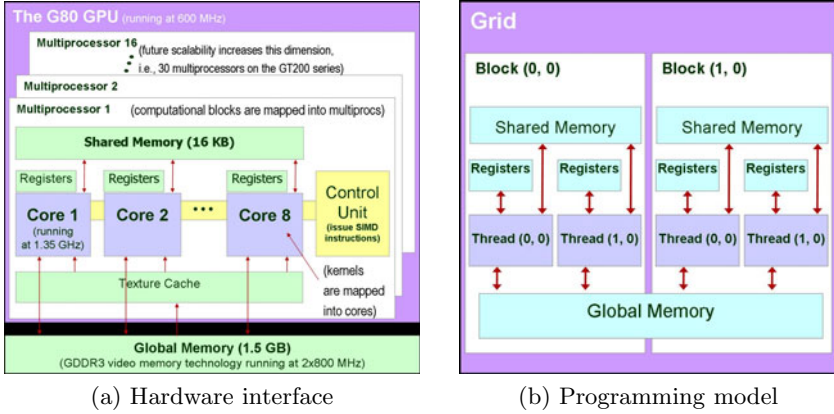 The G80 GPU (running at 600 MHz)
Multiprocessor 16
(future scalability increases this dimension,
i.e., 30 multiprocessors on the GT200 series)
Multiprocessor 2
Multiprocessor 1 (computational blocks are mapped into multiprocs)
Shared Memory (16 KB)
Registers Registers Registers
Core 1
(running
at 1.35 GHz)
Core 2
•••
Core 8
Control
Unit
(issue SIMD
instructions)
Texture Cache
(kernels
are mapped
into cores)
Global Memory (1.5 GB)
(GDDR3 video memory technology running at 2x800 MHz)
(a) Hardware interface
Grid
Block (0, 0)
Shared Memory
Registers Registers
Thread (0, 0) Thread (1, 0)
Block (1, 0)
Shared Memory
Registers Registers
Thread (0, 0) Thread (1, 0)
Global Memory
(b) Programming model